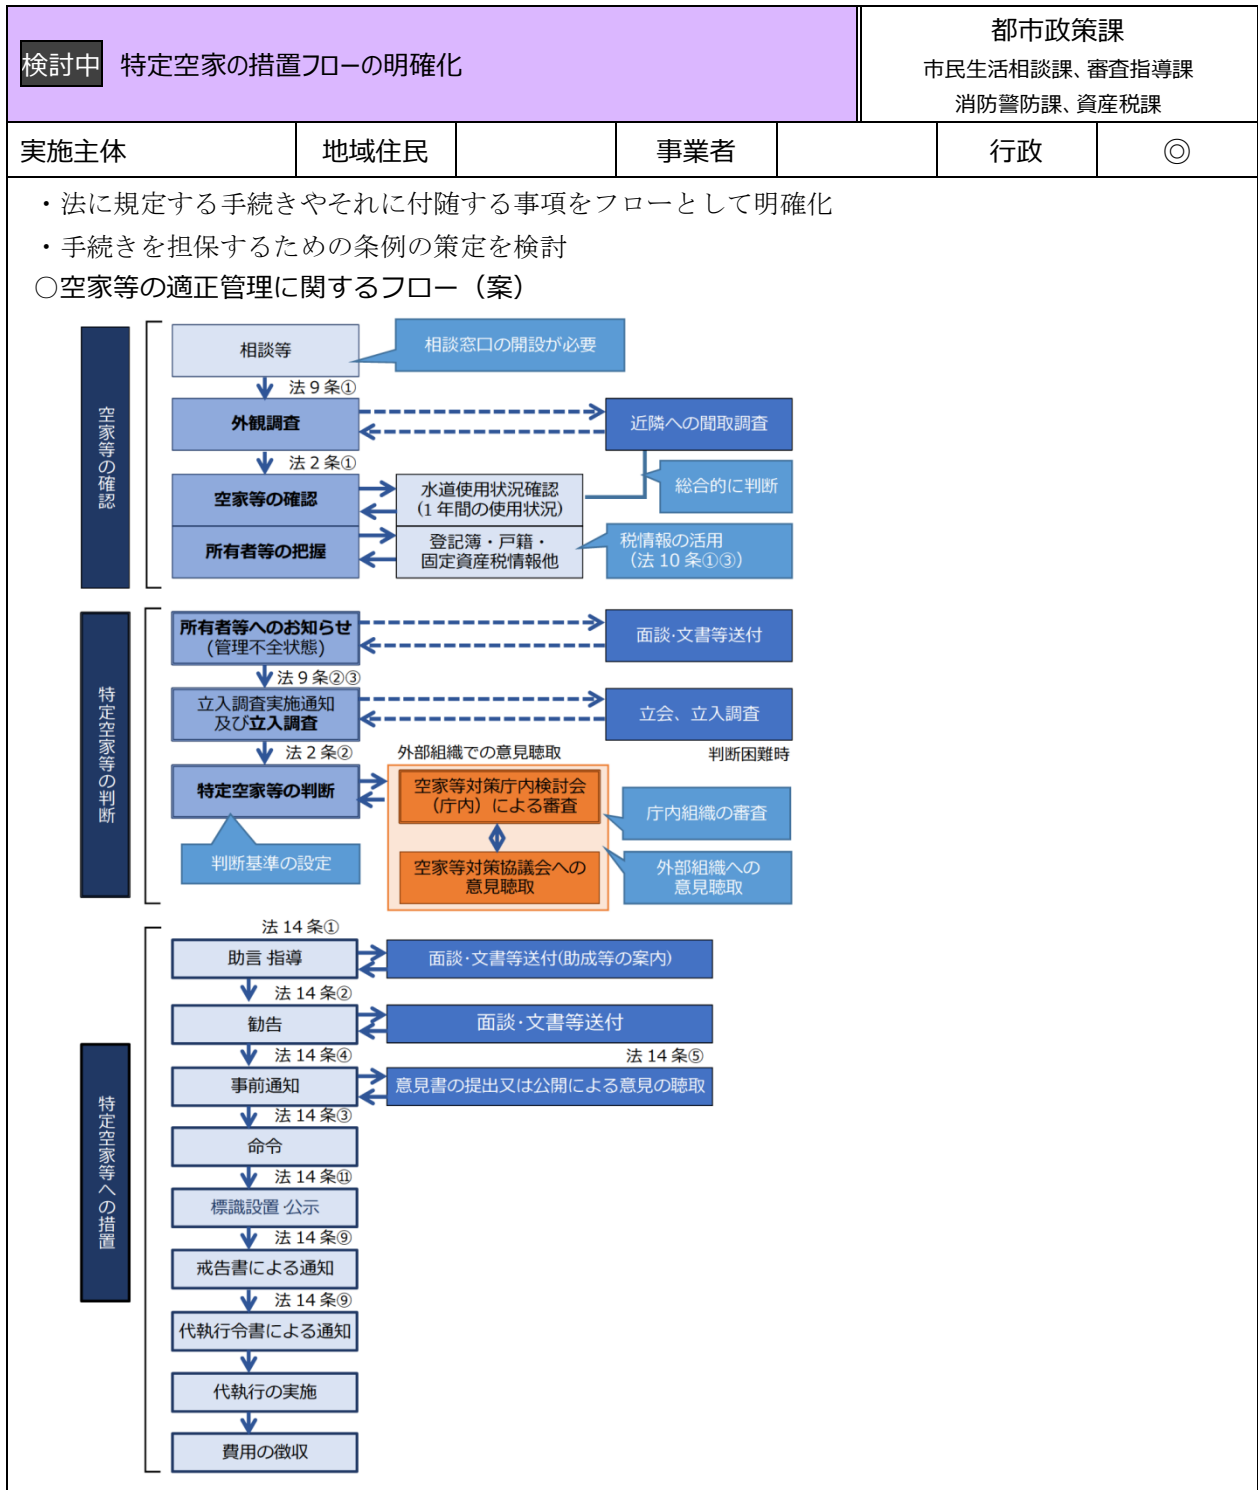 検討中 特定空家の措置フローの明確化
都市政策課
市民生活相談課、審査指導課
消防警防課、資産税課
実施主体 地域住民 事業者 行政 ◎
・法に規定する手続きやそれに付随する事項をフローとして明確化
・手続きを担保するための条例の策定を検討
○空家等の適正管理に関するフロー（案）
空家等の確認
相談等
相談窓口の開設が必要
法９条①
外観調査
近隣への聞取調査
法２条①
総合的に判断
空家等の確認
水道使用状況確認
(１年間の使用状況)
所有者等の把握
登記簿・戸籍・
固定資産税情報他
税情報の活用
（法 10 条①③）
特定空家等の判断
所有者等へのお知らせ
(管理不全状態)
面談･文書等送付
法９条②③
立入調査実施通知
及び立入調査
立会、立入調査
法２条②
外部組織での意見聴取
判断困難時
特定空家等の判断
空家等対策庁内検討会
（庁内）による審査
庁内組織の審査
判断基準の設定
空家等対策協議会への
意見聴取
外部組織への
意見聴取
特定空家等への措置
法 14 条①
助言･指導
面談･文書等送付(助成等の案内)
法 14 条②
勧告
面談･文書等送付
法 14 条④
法 14 条⑤
事前通知
意見書の提出又は公開による意見の聴取
法 14 条③
命令
法 14 条⑪
標識設置･公示
法 14 条⑨
戒告書による通知
法 14 条⑨
代執行令書による通知
代執行の実施
費用の徴収